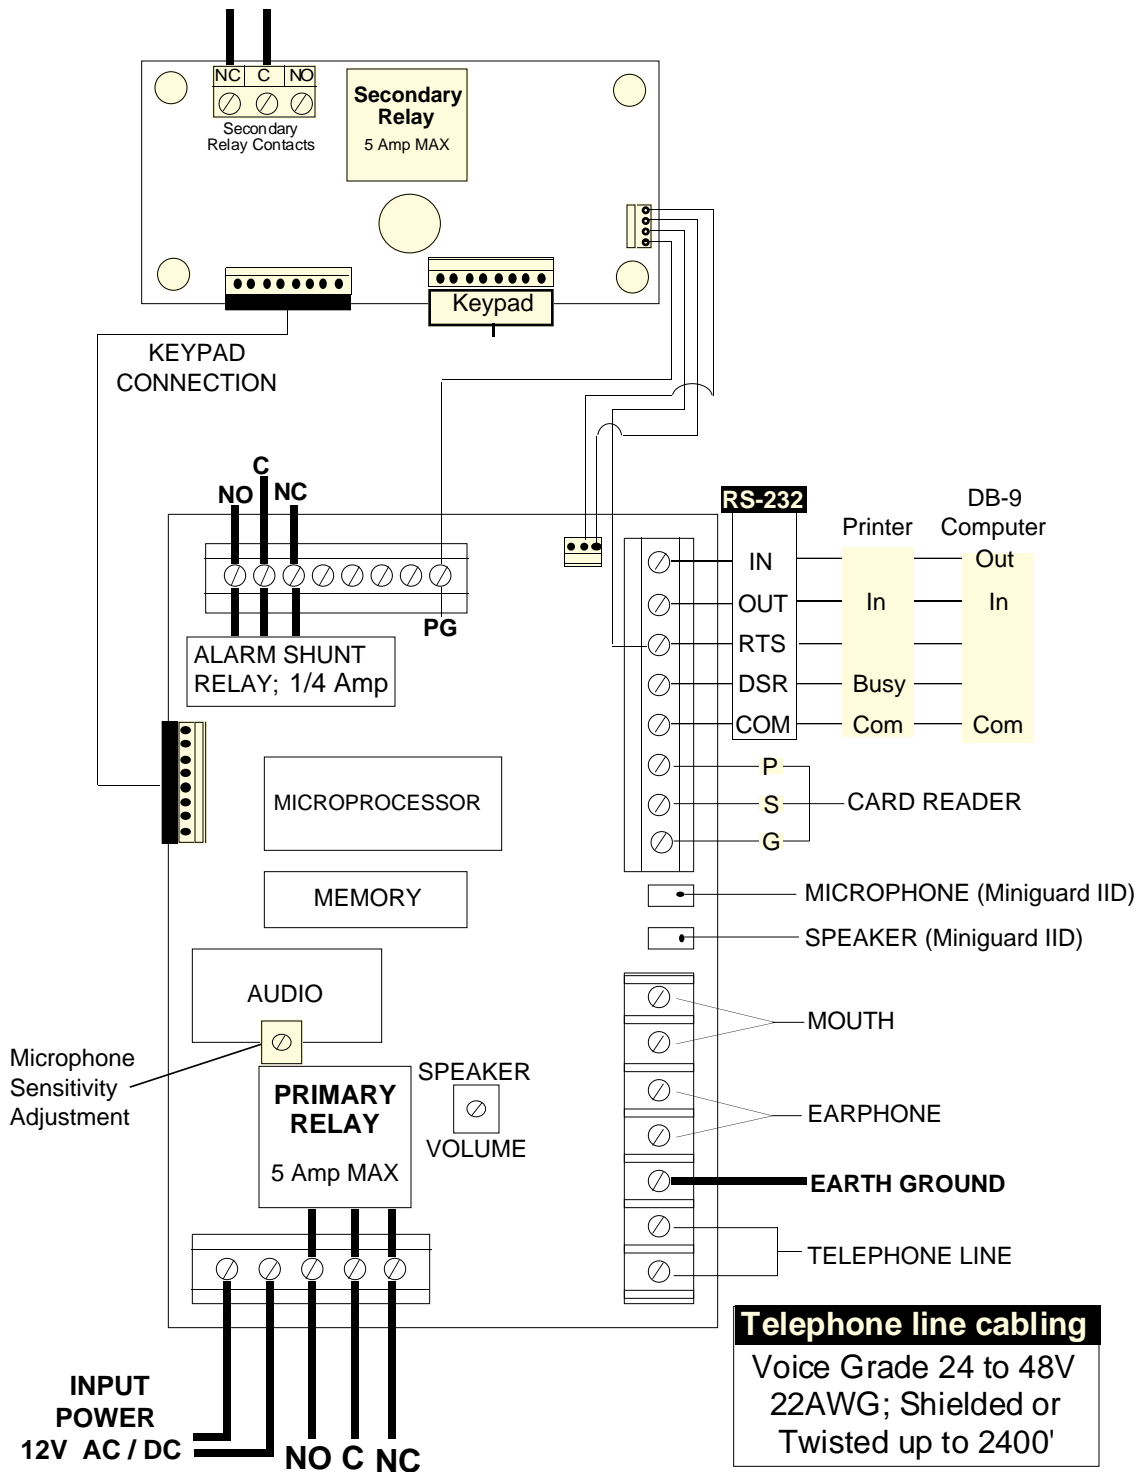 NC C NO
Secondary
Relay Contacts
Secondary
Relay
5 Amp MAX
Keypad
KEYPAD
CONNECTION
NO
C
NC
PG
ALARM SHUNT
RELAY; 1/4 Amp
RS-232
Printer
DB-9
Computer
IN
Out
OUT
In
In
RTS
DSR
Busy
COM
Com
Com
P
S
G
CARD READER
MICROPROCESSOR
MEMORY
MICROPHONE (Miniguard IID)
SPEAKER (Miniguard IID)
AUDIO
MOUTH
Microphone
Sensitivity
Adjustment
PRIMARY
RELAY
5 Amp MAX
SPEAKER
VOLUME
EARPHONE
EARTH GROUND
TELEPHONE LINE
INPUT
POWER
12V AC / DC
NO C NC
Telephone line cabling
Voice Grade 24 to 48V
22AWG; Shielded or
Twisted up to 2400'